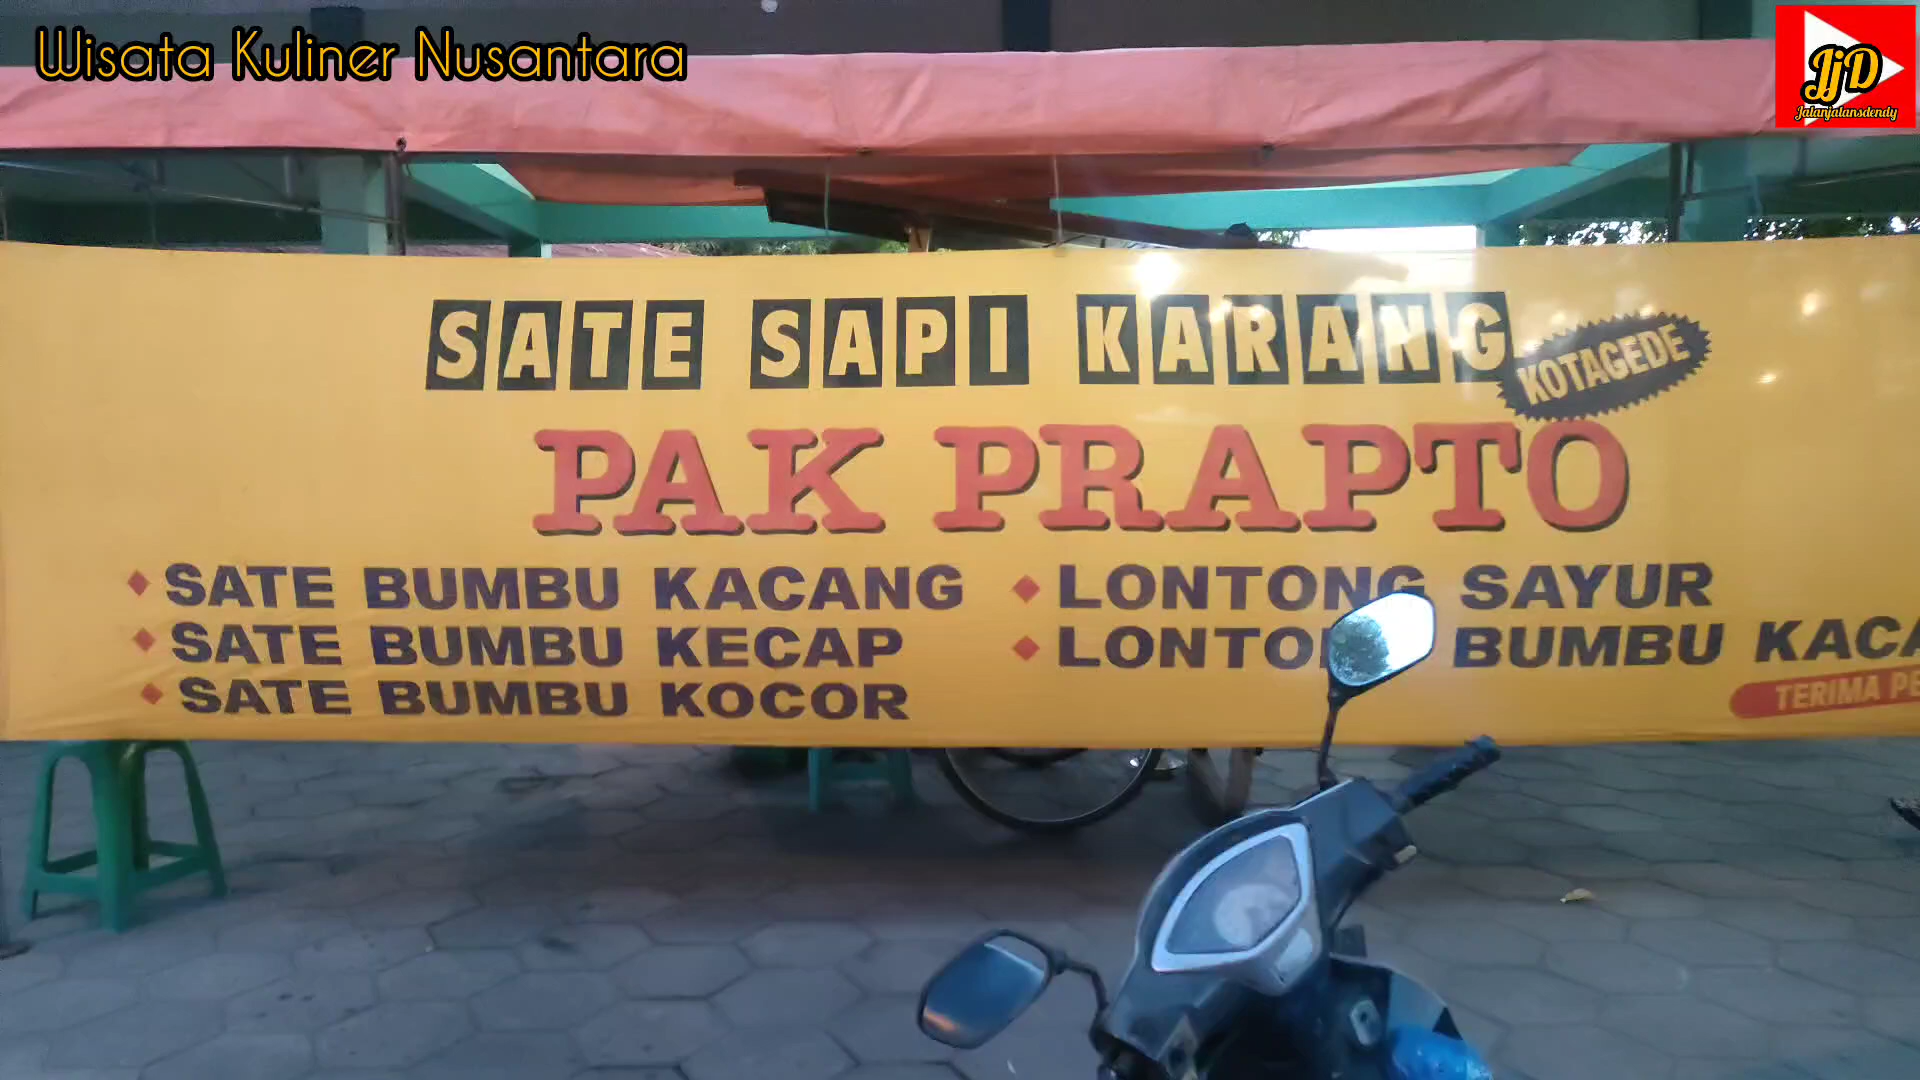 Wisata Kuliner Nusantara
JjD
Jalanjalansdendy
SATE SAPI KARANG
KOTAGEDE
PAK PRAPTO
SATE BUMBU KACANG
SATE BUMBU KECAP
SATE BUMBU KOCOR
LONTONG SAYUR
BUMBU
TERIMA